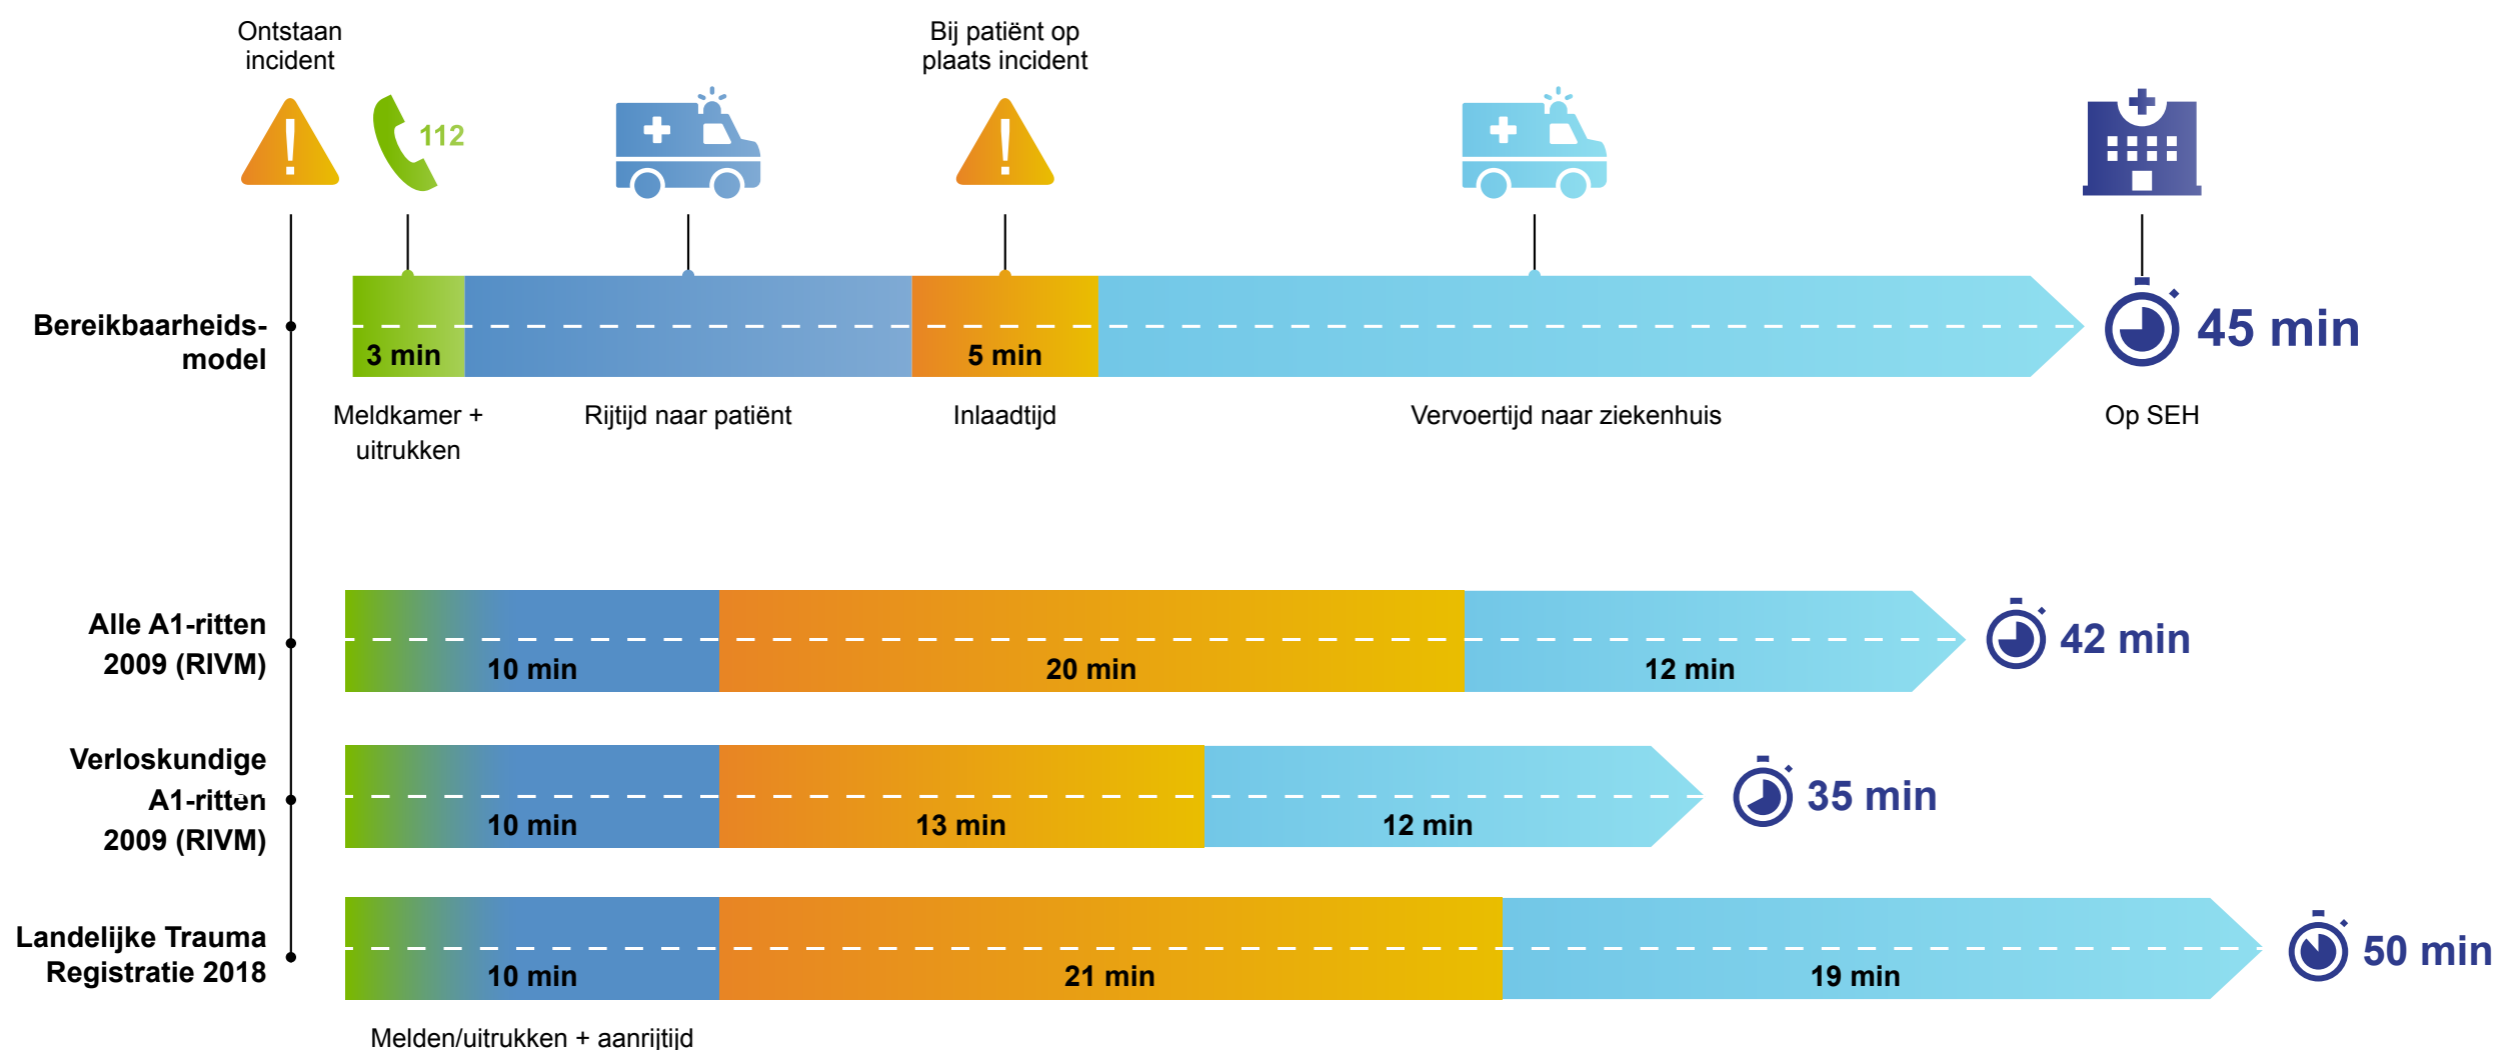 Ontstaan
incident
Bij patiënt op
plaats incident
112
Bereikbaarheids-
model
3 min
5 min
45 min
Meldkamer +
uitrukken
Rijtijd naar patiënt
Inlaadtijd
Vervoertijd naar ziekenhuis
Op SEH
Alle A1-ritten
2009 (RIVM)
10 min
20 min
12 min
42 min
Verloskundige
A1-ritten
2009 (RIVM)
10 min
13 min
12 min
35 min
Landelijke Trauma
Registratie 2018
10 min
21 min
19 min
50 min
Melden/uitrukken + aanrijtijd